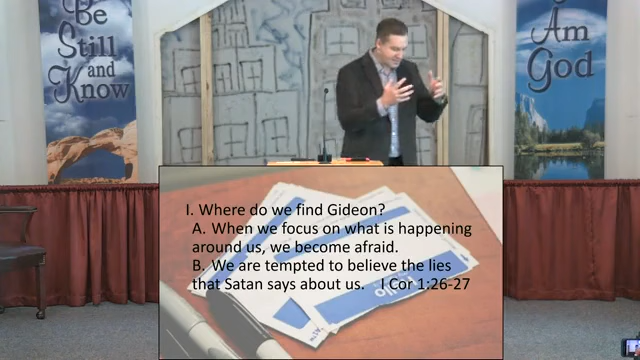 Be
Still
and
Know
I
Am
God
I. Where do we find Gideon?
A. When we focus on what is happening
around us, we become afraid.
B. We are tempted to believe the lies
that Satan says about us. I Cor 1:26-27
Hello